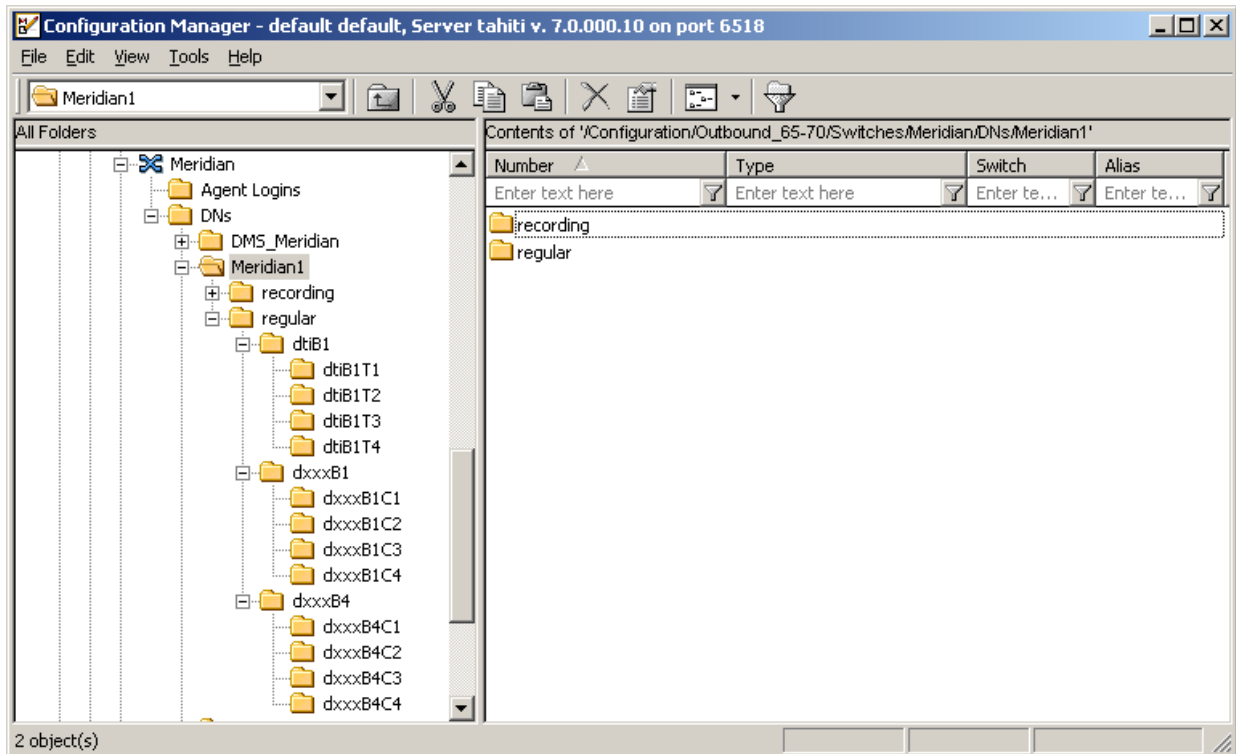 Configuration Manager - default default, Server tahiti v. 7.0.000.10 on port 6518
File Edit View Tools Help
Meridian1
All Folders
Contents of '/Configuration/Outbound_65-70/Switches/Meridian/DNs/Meridian1'
Meridian
Agent Logins
DNs
DMS_Meridian
Meridian1
recording
regular
dtiB1
dtiB1T1
dtiB1T2
dtiB1T3
dtiB1T4
dxxxB1
dxxxB1C1
dxxxB1C2
dxxxB1C3
dxxxB1C4
dxxxB4
dxxxB4C1
dxxxB4C2
dxxxB4C3
dxxxB4C4
Number Type Switch Alias
Enter text here Enter text here Enter te... Enter te...
recording
regular
2 object(s)